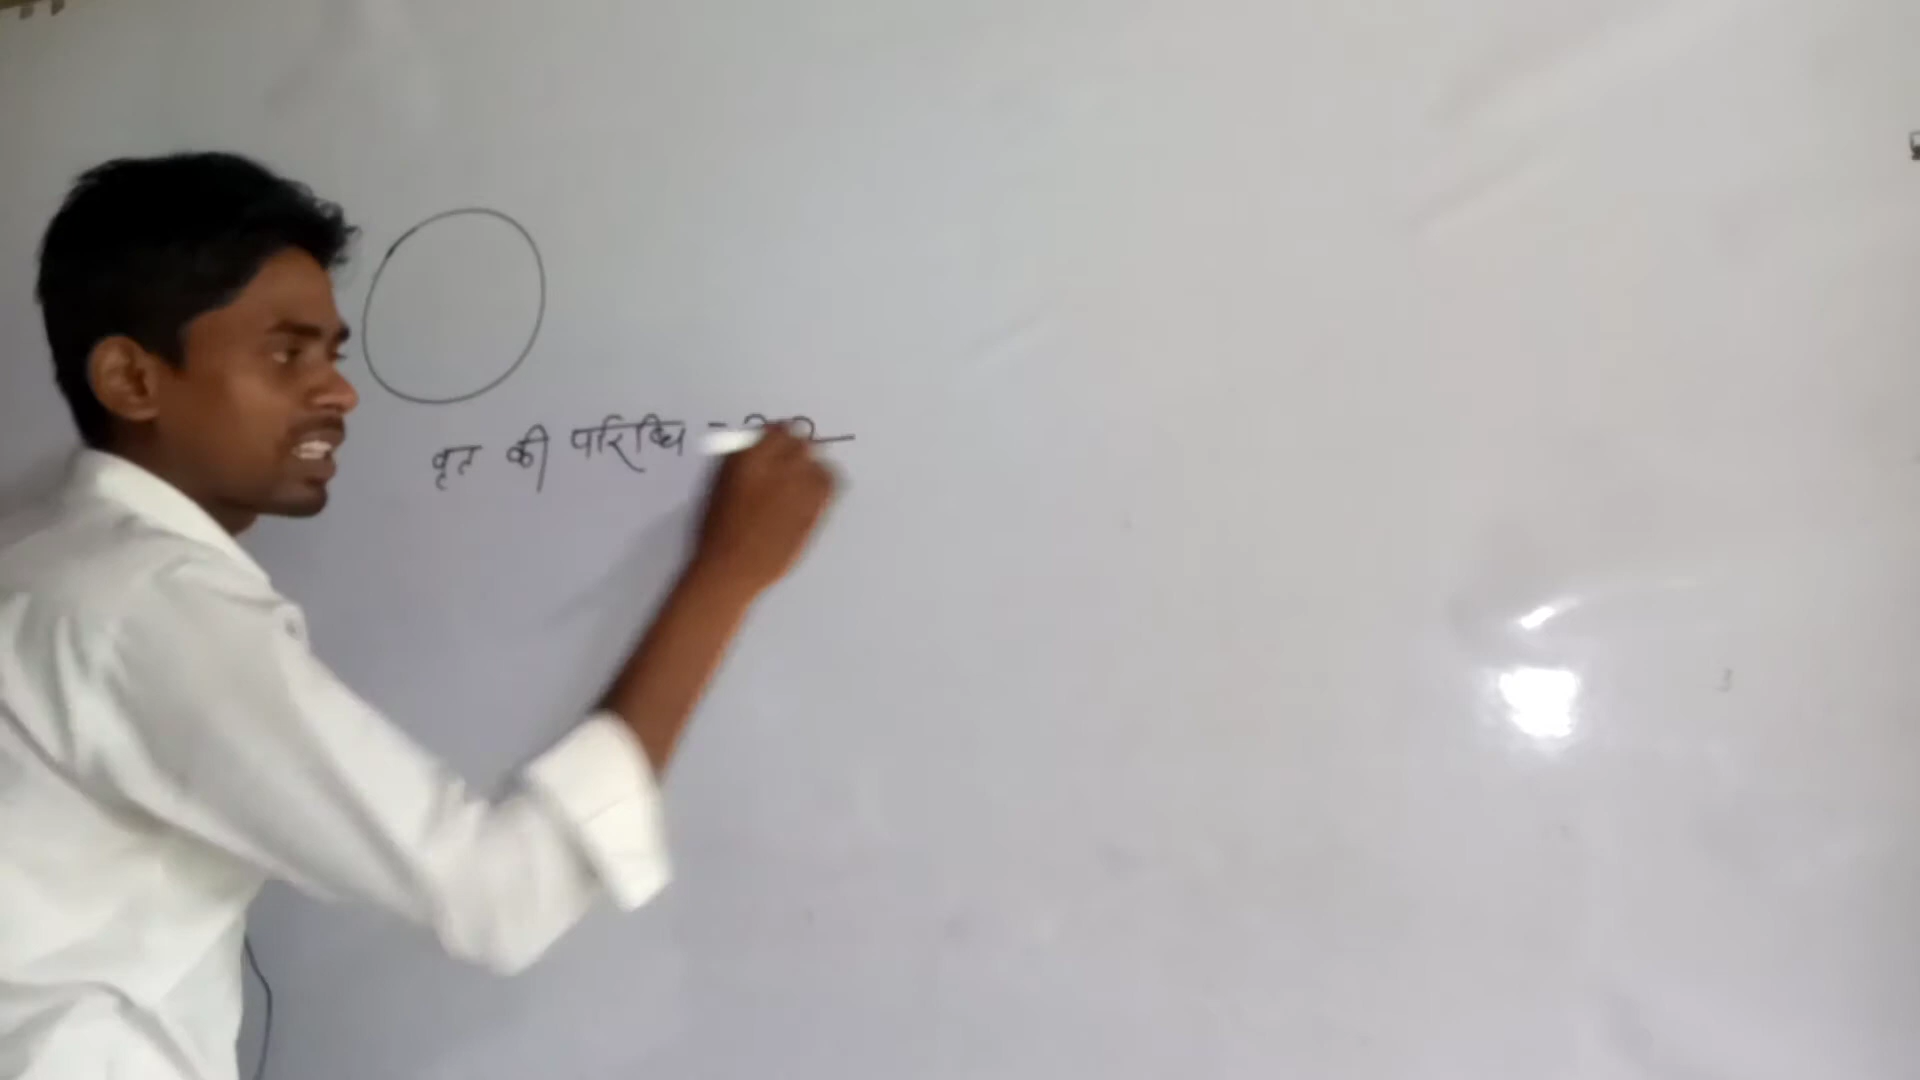 वृत की परिधि =